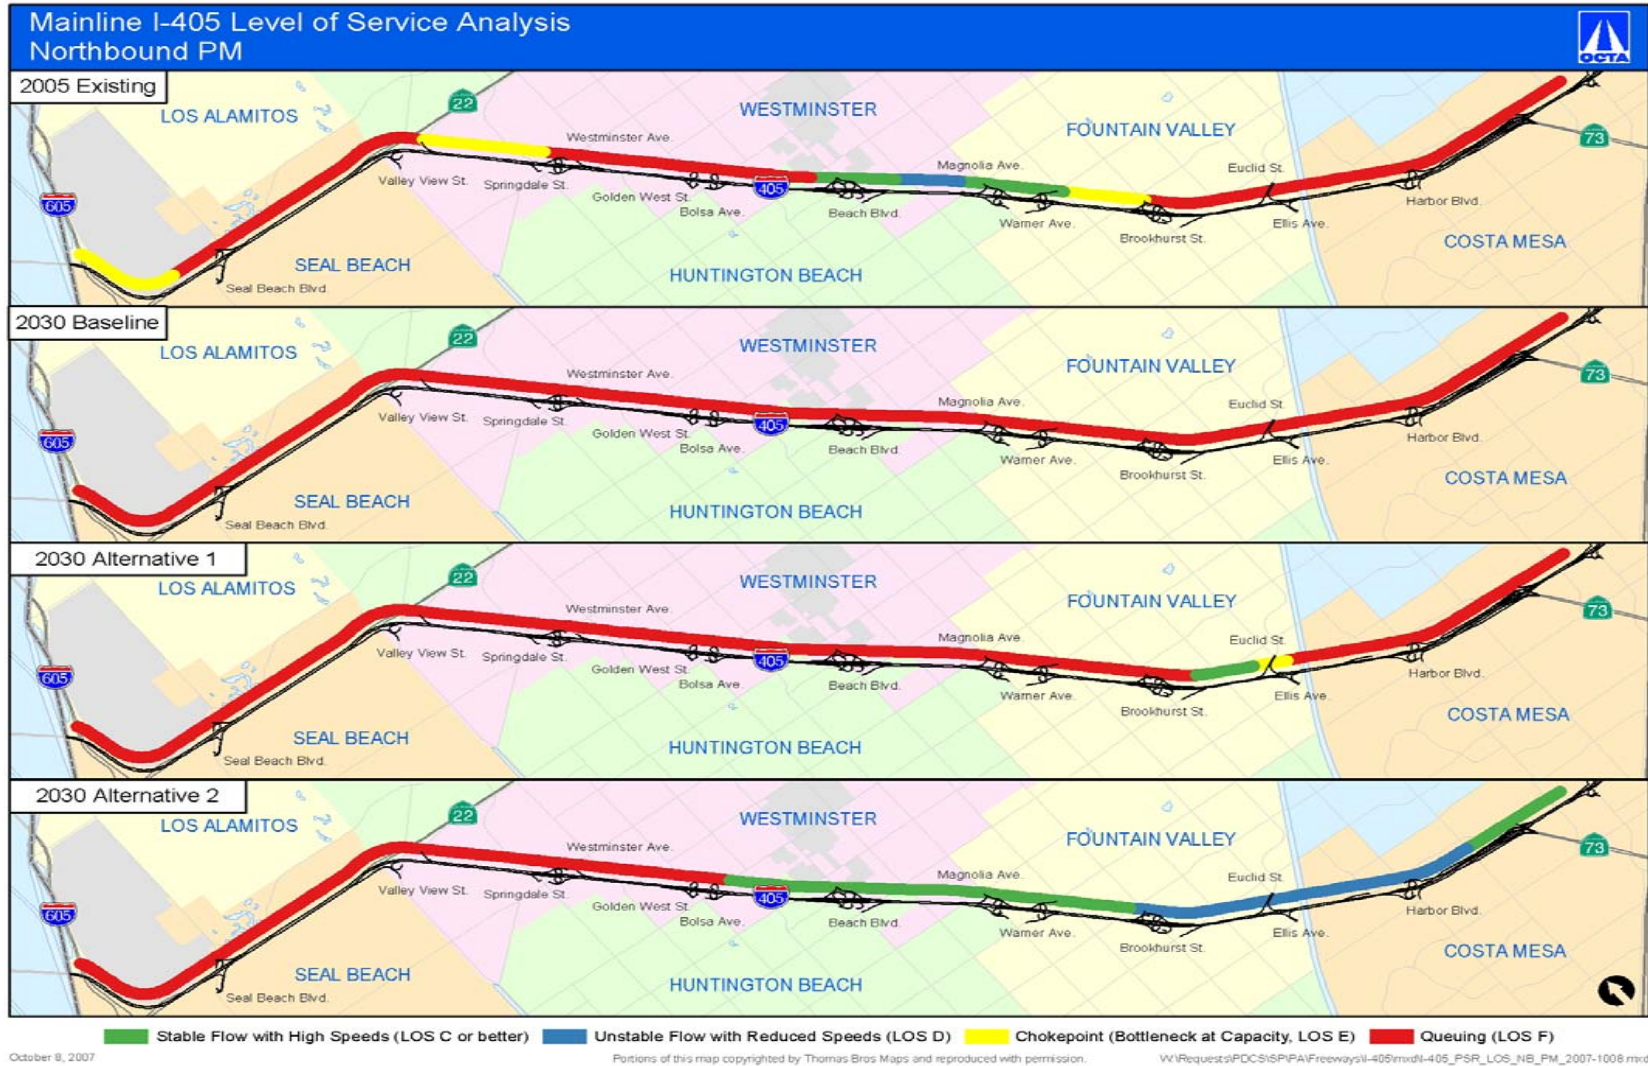 Mainline I-405 Level of Service Analysis
Northbound PM
OCTA
2005 Existing
LOS ALAMITOS
22
WESTMINSTER
FOUNTAIN VALLEY
73
Westminster Ave.
Magnolia Ave.
Euclid St.
Valley View St.
Springdale St.
Golden West St.
405
Bolsa Ave.
Beach Blvd.
Warner Ave.
Brookhurst St.
Ellis Ave.
Harbor Blvd.
605
SEAL BEACH
HUNTINGTON BEACH
COSTA MESA
Seal Beach Blvd.
2030 Baseline
LOS ALAMITOS
22
WESTMINSTER
FOUNTAIN VALLEY
73
Westminster Ave.
Magnolia Ave.
Euclid St.
Valley View St.
Springdale St.
Golden West St.
405
Bolsa Ave.
Beach Blvd.
Warner Ave.
Brookhurst St.
Ellis Ave.
Harbor Blvd.
605
SEAL BEACH
HUNTINGTON BEACH
COSTA MESA
Seal Beach Blvd.
2030 Alternative 1
LOS ALAMITOS
22
WESTMINSTER
FOUNTAIN VALLEY
73
Westminster Ave.
Magnolia Ave.
Euclid St.
Valley View St.
Springdale St.
Golden West St.
405
Bolsa Ave.
Beach Blvd.
Warner Ave.
Brookhurst St.
Ellis Ave.
Harbor Blvd.
605
SEAL BEACH
HUNTINGTON BEACH
COSTA MESA
Seal Beach Blvd.
2030 Alternative 2
LOS ALAMITOS
22
WESTMINSTER
FOUNTAIN VALLEY
73
Westminster Ave.
Magnolia Ave.
Euclid St.
Valley View St.
Springdale St.
Golden West St.
405
Bolsa Ave.
Beach Blvd.
Warner Ave.
Brookhurst St.
Ellis Ave.
Harbor Blvd.
605
SEAL BEACH
HUNTINGTON BEACH
COSTA MESA
Seal Beach Blvd.
Stable Flow with High Speeds (LOS C or better)
Unstable Flow with Reduced Speeds (LOS D)
Chokepoint (Bottleneck at Capacity, LOS E)
Queuing (LOS F)
October 8, 2007
Portions of this map copyrighted by Thomas Bros Maps and reproduced with permission.
W:\Requests\PDCS\SP\PA\Freeways\I-405\mxd\I-405_PSR_LOS_NB_PM_2007-1008.mxd